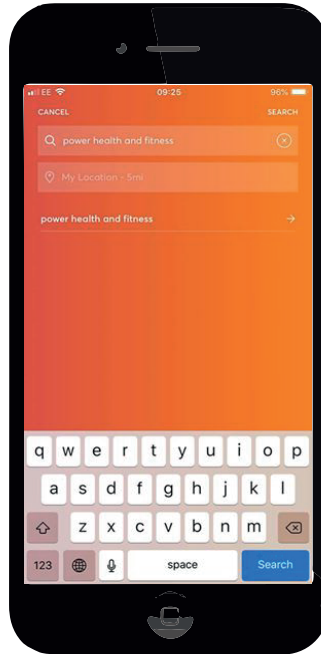 EE 09:25 96%
CANCEL SEARCH
power health and fitness
My Location - 5mi
power health and fitness
q w e r t y u i o p
a s d f g h j k l
z x c v b n m
123 space Search